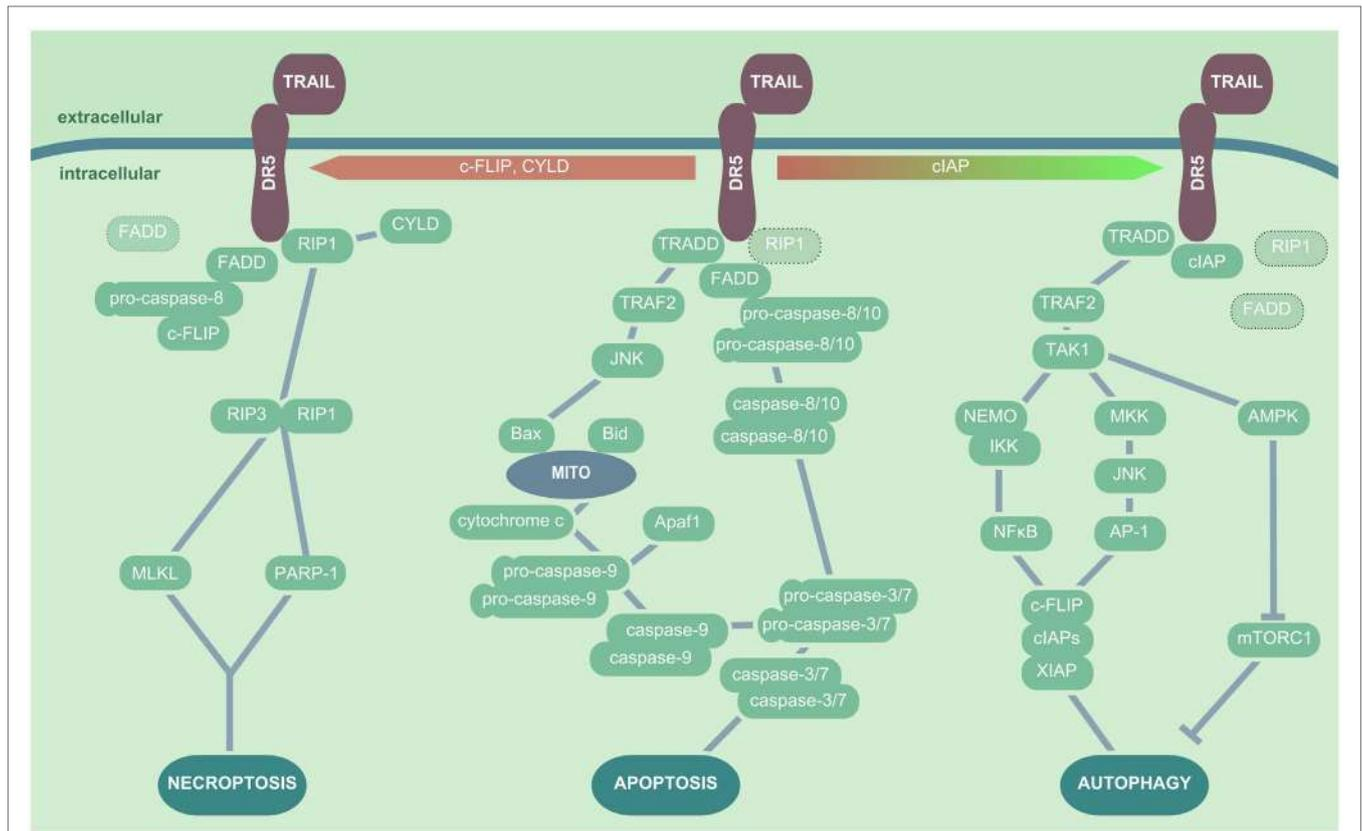 TRAIL
TRAIL
TRAIL
extracellular
intracellular
DR5
DR5
DR5
c-FLIP, CYLD
cIAP
FADD
RIP1
CYLD
FADD
pro-caspase-8
c-FLIP
RIP3
RIP1
MLKL
PARP-1
NECROPTOSIS
TRADD
RIP1
FADD
TRAF2
pro-caspase-8/10
pro-caspase-8/10
JNK
caspase-8/10
caspase-8/10
Bax
Bid
MITO
cytochrome c
Apaf1
pro-caspase-9
pro-caspase-9
caspase-9
caspase-9
pro-caspase-3/7
pro-caspase-3/7
caspase-3/7
caspase-3/7
APOPTOSIS
TRADD
cIAP
RIP1
FADD
TRAF2
TAK1
NEMO
IKK
MKK
AMPK
JNK
NFκB
AP-1
c-FLIP
cIAPs
XIAP
mTORC1
AUTOPHAGY